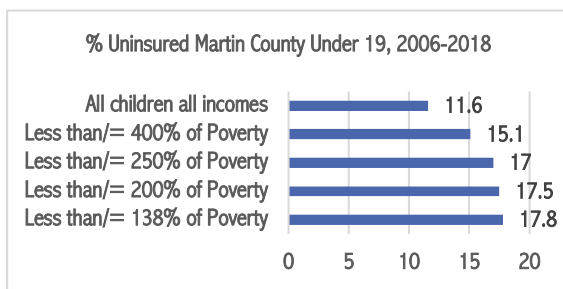 % Uninsured Martin County Under 19, 2006-2018
All children all incomes 11.6
Less than/= 400% of Poverty 15.1
Less than/= 250% of Poverty 17
Less than/= 200% of Poverty 17.5
Less than/= 138% of Poverty 17.8
0 5 10 15 20